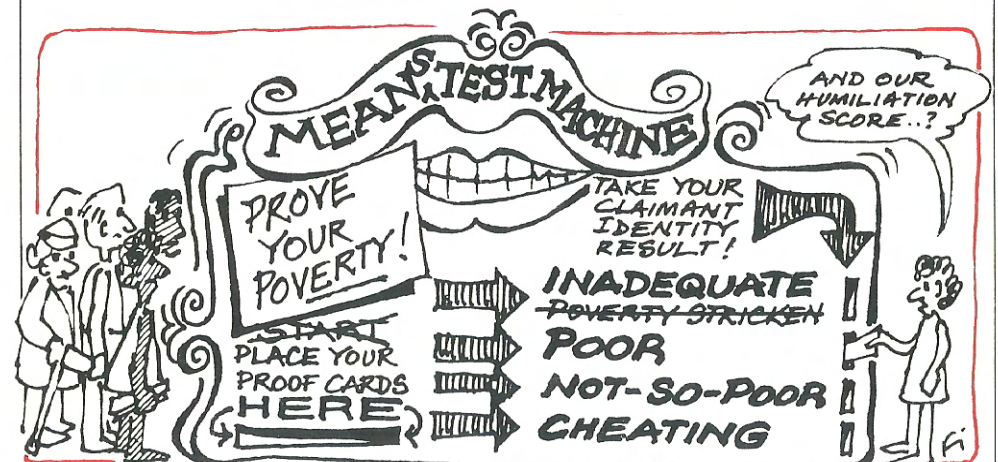 MEANS TEST MACHINE
AND OUR
HUMILIATION
SCORE..?
PROVE
YOUR
POVERTY!
START
PLACE YOUR
PROOF CARDS
HERE
TAKE YOUR
CLAIMANT
IDENTITY
RESULT!
INADEQUATE
POVERTY STRICKEN
POOR
NOT-SO-POOR
CHEATING
Fi